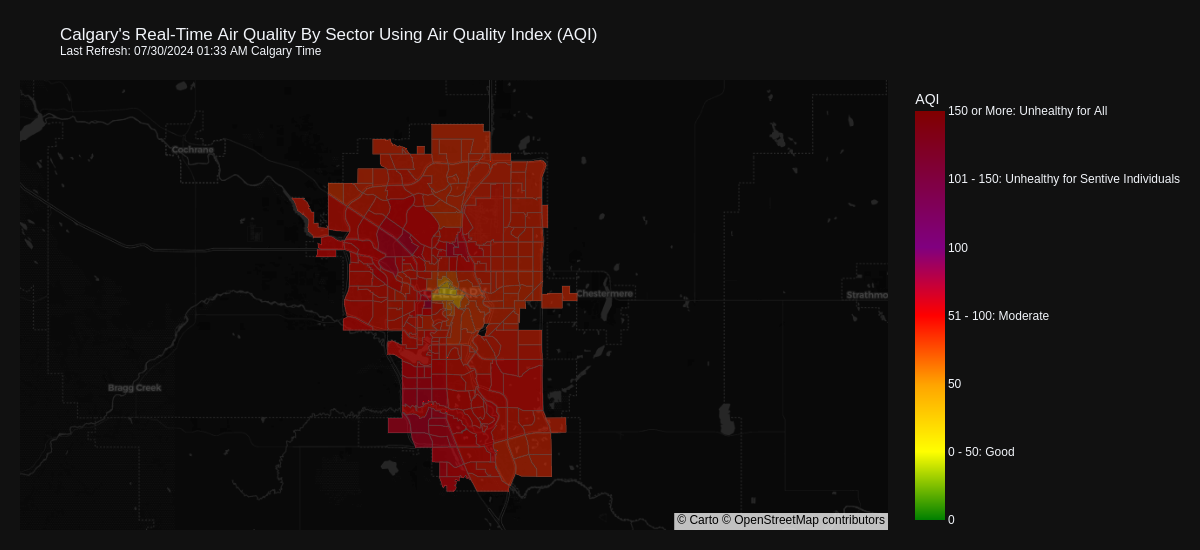 Calgary's Real-Time Air Quality By Sector Using Air Quality Index (AQI)
Last Refresh: 07/30/2024 01:33 AM Calgary Time
AQI
150 or More: Unhealthy for All
Cochrane
101 - 150: Unhealthy for Sentive Individuals
100
CALGARY
Chestermere
Strathmo
51 - 100: Moderate
50
Bragg Creek
0 - 50: Good
© Carto © OpenStreetMap contributors
0